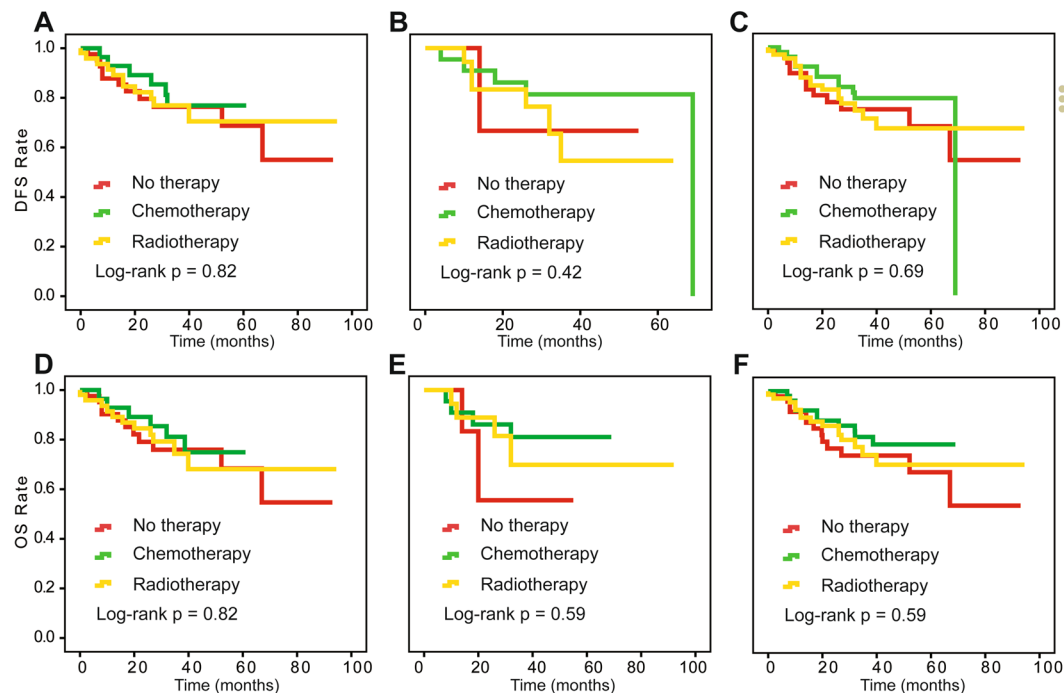 A
DFS Rate
1.0
0.8
0.6
0.4
0.2
0.0
No therapy
Chemotherapy
Radiotherapy
Log-rank p = 0.82
0 20 40 60 80 100
Time (months)
B
No therapy
Chemotherapy
Radiotherapy
Log-rank p = 0.42
0 20 40 60
Time (months)
C
No therapy
Chemotherapy
Radiotherapy
Log-rank p = 0.69
0 20 40 60 80 100
Time (months)
D
OS Rate
1.0
0.8
0.6
0.4
0.2
0.0
No therapy
Chemotherapy
Radiotherapy
Log-rank p = 0.82
0 20 40 60 80 100
Time (months)
E
No therapy
Chemotherapy
Radiotherapy
Log-rank p = 0.59
0 20 40 60 80 100
Time (months)
F
No therapy
Chemotherapy
Radiotherapy
Log-rank p = 0.59
0 20 40 60 80 100
Time (months)